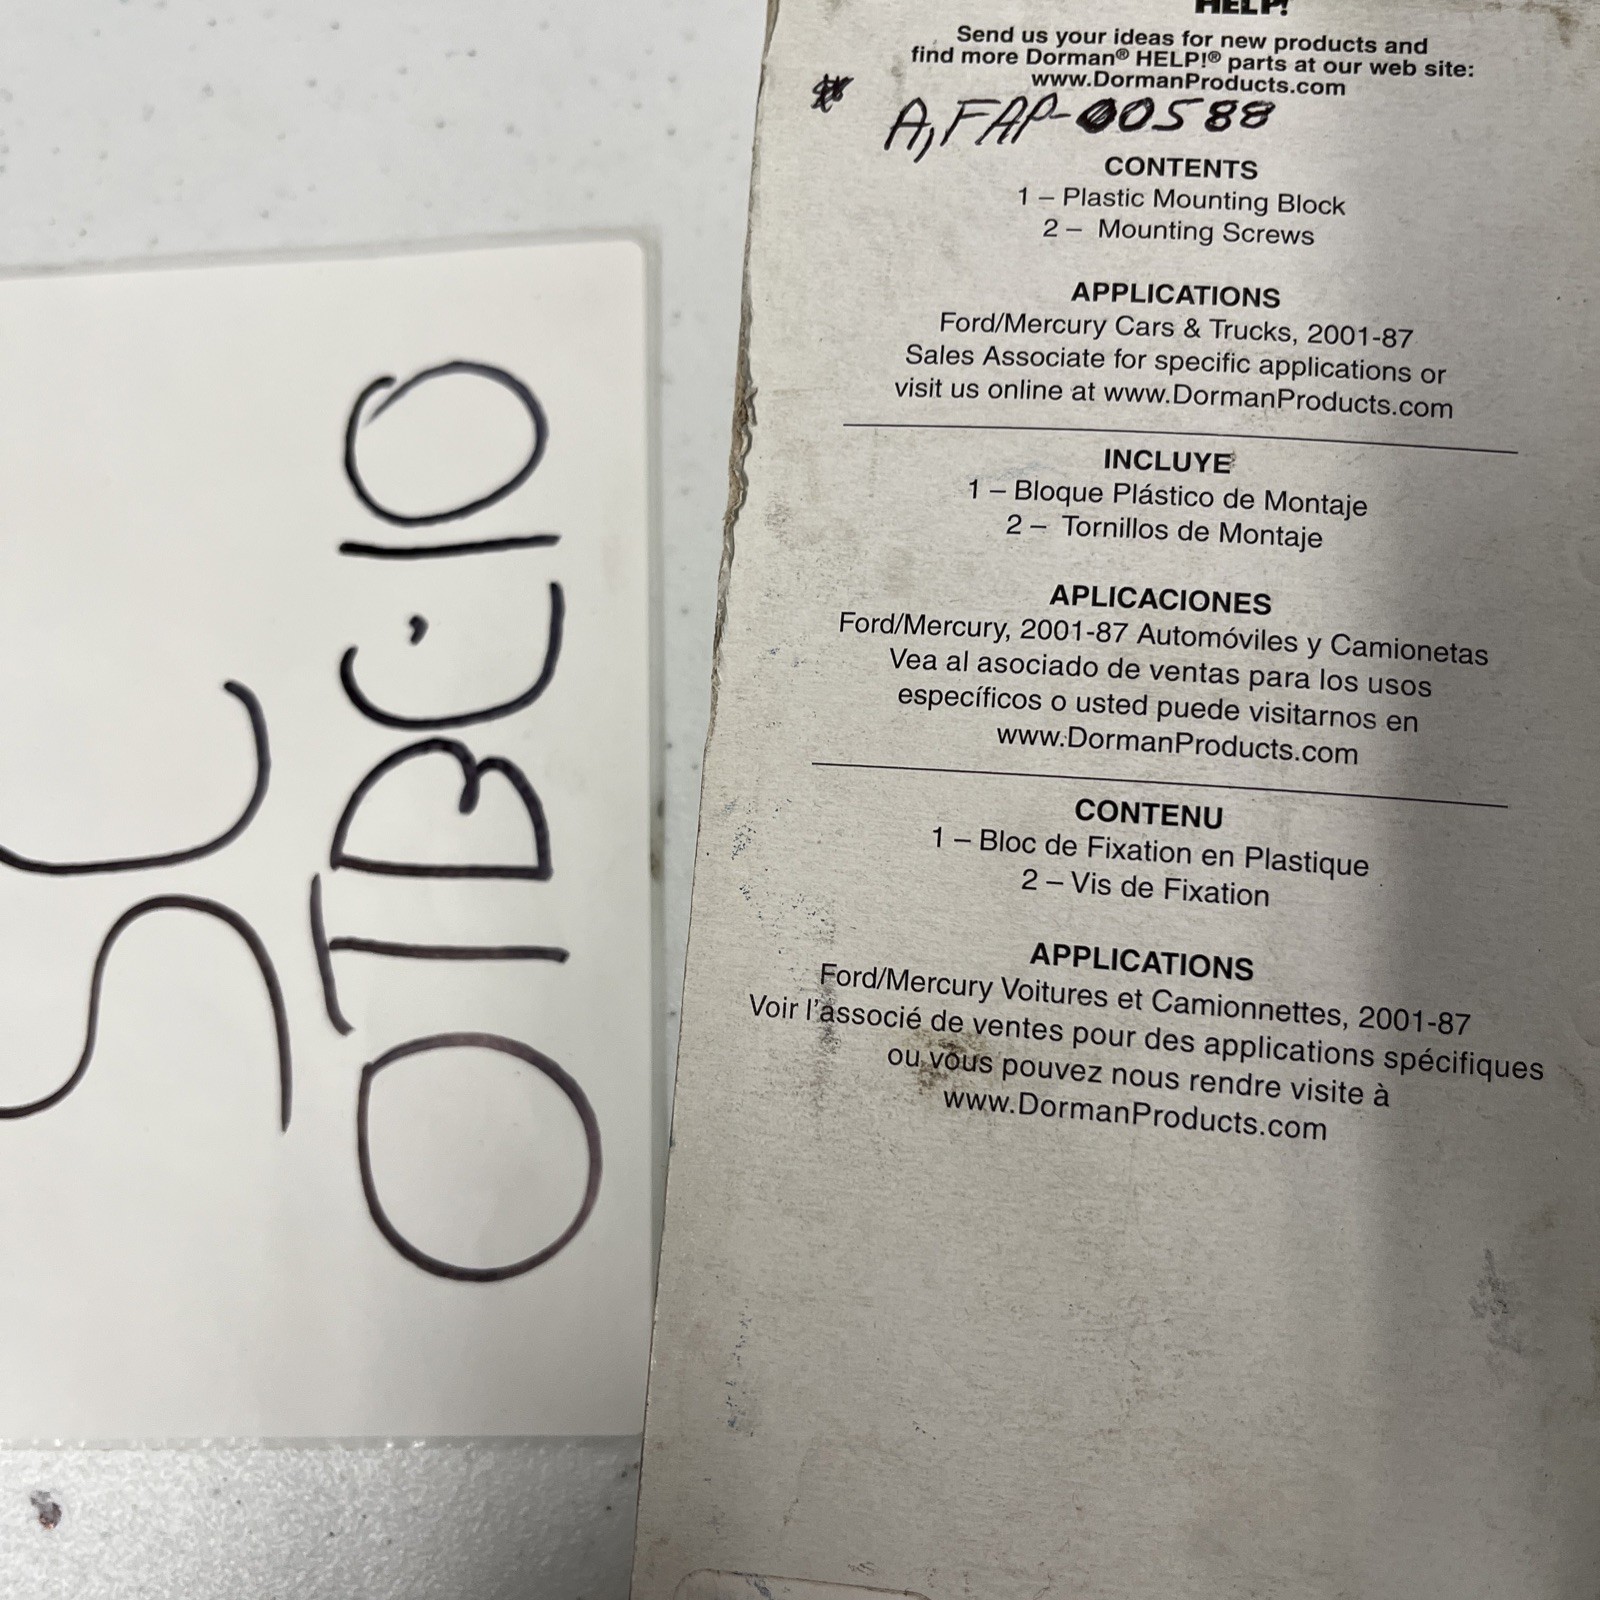 HELP!
Send us your ideas for new products and
find more Dorman® HELP!® parts at our web site:
www.DormanProducts.com
A,FAP-00588
CONTENTS
1 – Plastic Mounting Block
2 – Mounting Screws
APPLICATIONS
Ford/Mercury Cars & Trucks, 2001-87
Sales Associate for specific applications or
visit us online at www.DormanProducts.com
INCLUYE
1 – Bloque Plástico de Montaje
2 – Tornillos de Montaje
APLICACIONES
Ford/Mercury, 2001-87 Automóviles y Camionetas
Vea al asociado de ventas para los usos
específicos o usted puede visitarnos en
www.DormanProducts.com
CONTENU
1 – Bloc de Fixation en Plastique
2 – Vis de Fixation
APPLICATIONS
Ford/Mercury Voitures et Camionnettes, 2001-87
Voir l'associé de ventes pour des applications spécifiques
ou vous pouvez nous rendre visite à
www.DormanProducts.com
OTBC'10